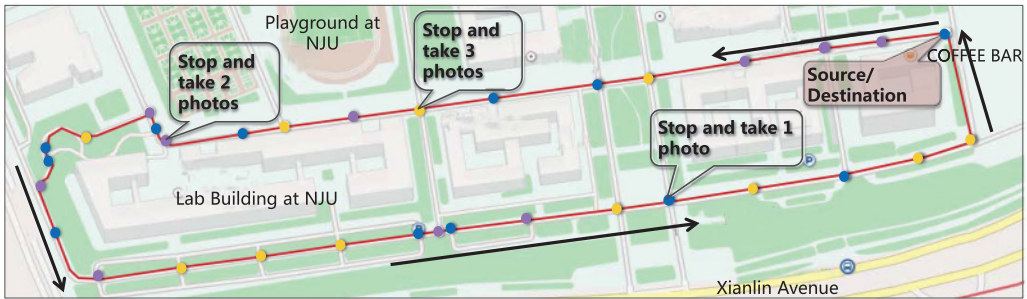 Playground at
NJU
Stop and
take 2
photos
Stop and
take 3
photos
COFFEE BAR
Source/
Destination
Stop and take 1
photo
P
Lab Building at NJU
P
Xianlin Avenue